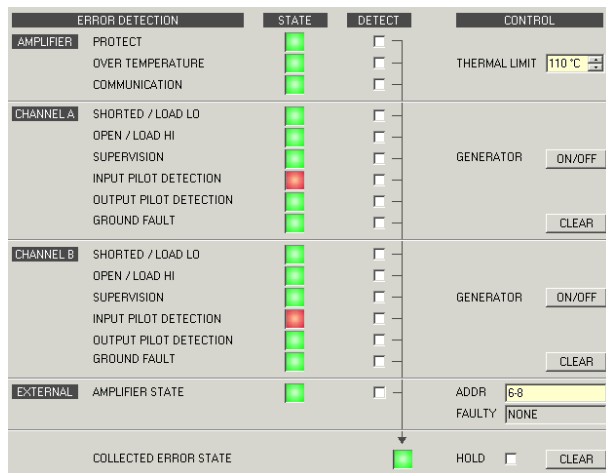 ERROR DETECTION STATE DETECT CONTROL
AMPLIFIER PROTECT
OVER TEMPERATURE THERMAL LIMIT 110 °C
COMMUNICATION
CHANNEL A SHORTED / LOAD LO
OPEN / LOAD HI
SUPERVISION GENERATOR ON/OFF
INPUT PILOT DETECTION
OUTPUT PILOT DETECTION
GROUND FAULT CLEAR
CHANNEL B SHORTED / LOAD LO
OPEN / LOAD HI
SUPERVISION GENERATOR ON/OFF
INPUT PILOT DETECTION
OUTPUT PILOT DETECTION
GROUND FAULT CLEAR
EXTERNAL AMPLIFIER STATE ADDR 6-8
FAULTY NONE
COLLECTED ERROR STATE HOLD CLEAR